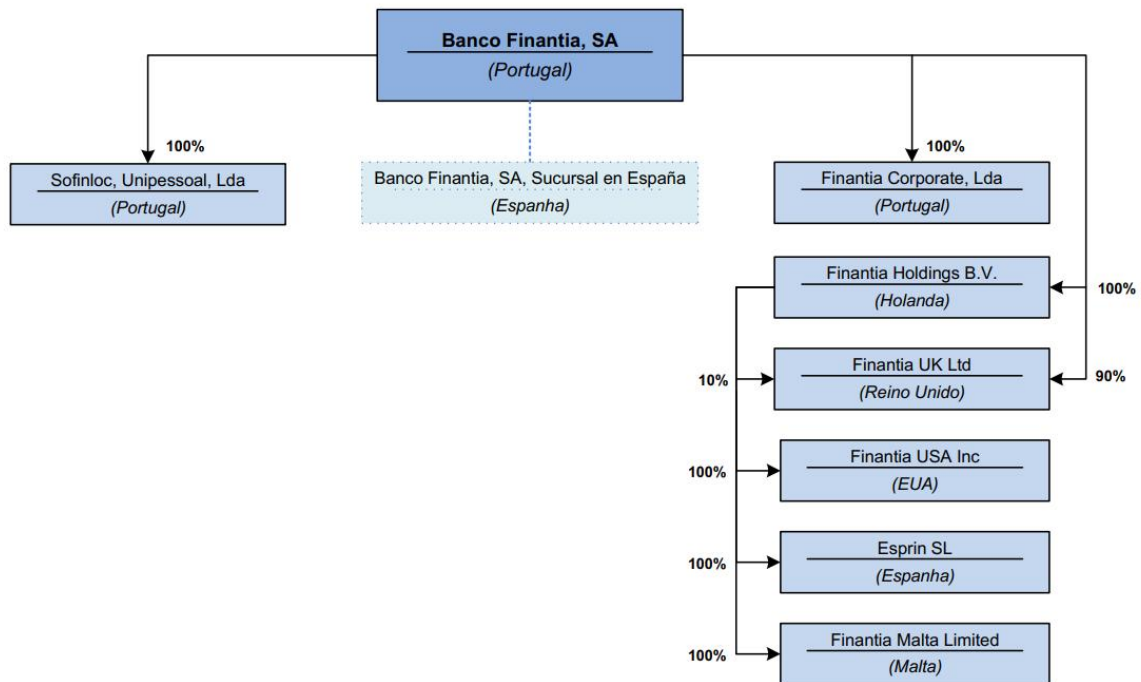 Banco Finantia, SA
(Portugal)
100%
Sofinloc, Unipessoal, Lda
(Portugal)
Banco Finantia, SA, Sucursal en España
(Espanha)
100%
Finantia Corporate, Lda
(Portugal)
Finantia Holdings B.V.
(Holanda)
100%
10%
Finantia UK Ltd
(Reino Unido)
90%
100%
Finantia USA Inc
(EUA)
100%
Esprin SL
(Espanha)
100%
Finantia Malta Limited
(Malta)